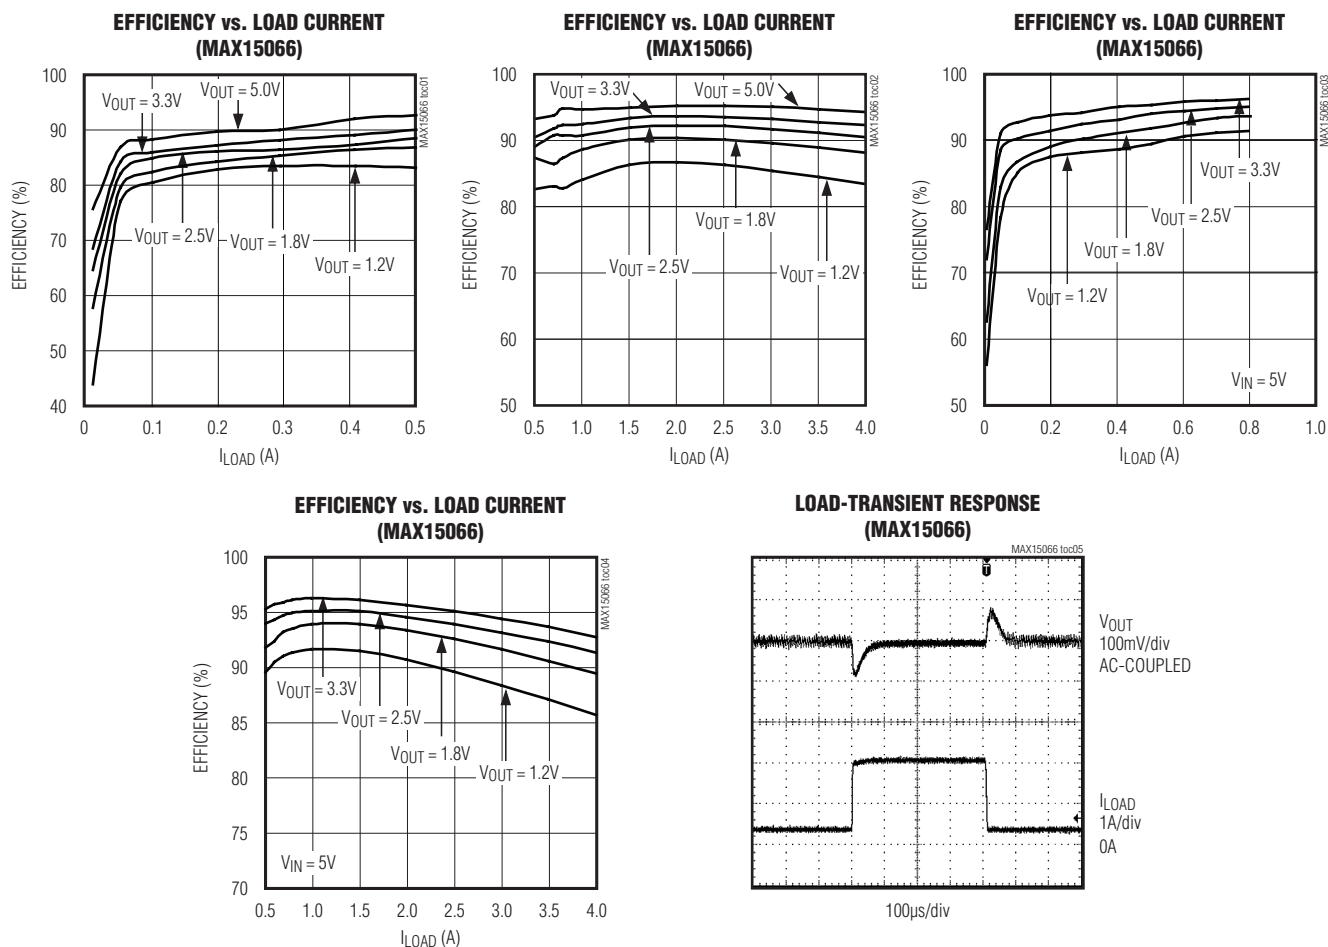 EFFICIENCY vs. LOAD CURRENT
(MAX15066)
MAX15066 toc01
100
90
80
70
60
50
40
EFFICIENCY (%)
VOUT = 3.3V
VOUT = 5.0V
VOUT = 2.5V
VOUT = 1.8V
VOUT = 1.2V
0 0.1 0.2 0.3 0.4 0.5
ILOAD (A)
EFFICIENCY vs. LOAD CURRENT
(MAX15066)
MAX15066 toc02
100
90
80
70
60
50
EFFICIENCY (%)
VOUT = 3.3V
VOUT = 5.0V
VOUT = 1.8V
VOUT = 2.5V
VOUT = 1.2V
0.5 1.0 1.5 2.0 2.5 3.0 3.5 4.0
ILOAD (A)
EFFICIENCY vs. LOAD CURRENT
(MAX15066)
MAX15066 toc03
100
90
80
70
60
50
EFFICIENCY (%)
VOUT = 3.3V
VOUT = 2.5V
VOUT = 1.8V
VOUT = 1.2V
VIN = 5V
0 0.2 0.4 0.6 0.8 1.0
ILOAD (A)
EFFICIENCY vs. LOAD CURRENT
(MAX15066)
MAX15066 toc04
100
95
90
85
80
75
70
EFFICIENCY (%)
VOUT = 3.3V
VOUT = 2.5V
VOUT = 1.8V
VOUT = 1.2V
VIN = 5V
0.5 1.0 1.5 2.0 2.5 3.0 3.5 4.0
ILOAD (A)
LOAD-TRANSIENT RESPONSE
(MAX15066)
MAX15066 toc05
T
VOUT
100mV/div
AC-COUPLED
ILOAD
1A/div
0A
100µs/div